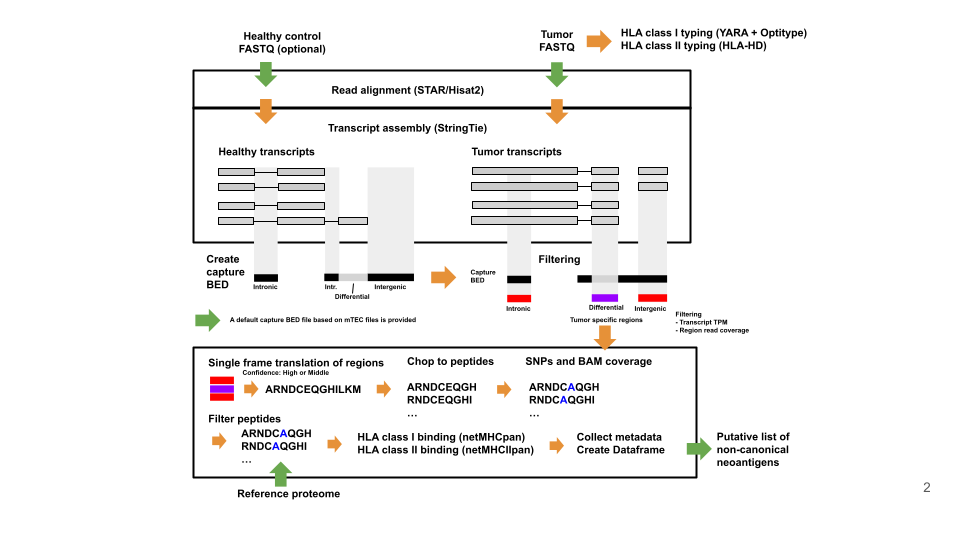 Healthy control
FASTQ (optional)
Tumor
FASTQ
HLA class I typing (YARA + Optitype)
HLA class II typing (HLA-HD)
Read alignment (STAR/Hisat2)
Transcript assembly (StringTie)
Healthy transcripts
Tumor transcripts
Create
capture
BED
Intronic
Intr.
Differential
Intergenic
Capture
BED
Filtering
Intronic
Differential
Intergenic
Tumor specific regions
Filtering
- Transcript TPM
- Region read coverage
A default capture BED file based on mTEC files is provided
Single frame translation of regions
Confidence: High or Middle
ARNDCEQGHILKM
Chop to peptides
ARNDCEQGH
RNDCEQGHI
…
SNPs and BAM coverage
ARNDCAQGH
RNDCAQGHI
…
Filter peptides
ARNDCAQGH
RNDCAQGHI
…
HLA class I binding (netMHCpan)
HLA class II binding (netMHCIIpan)
Collect metadata
Create Dataframe
Putative list of
non-canonical
neoantigens
Reference proteome
2